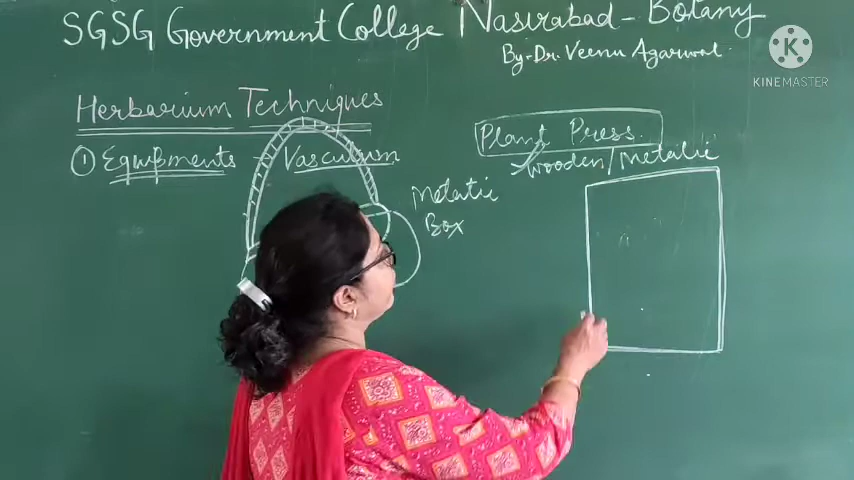 SGSG Government College Nasirabad - Botany
By- Dr. Veenu Agarwal.
K
KINEMASTER
Herbarium Techniques
① Equipments - Vasculum
Metalic
Box
Plant Press.
Wooden/Metalic